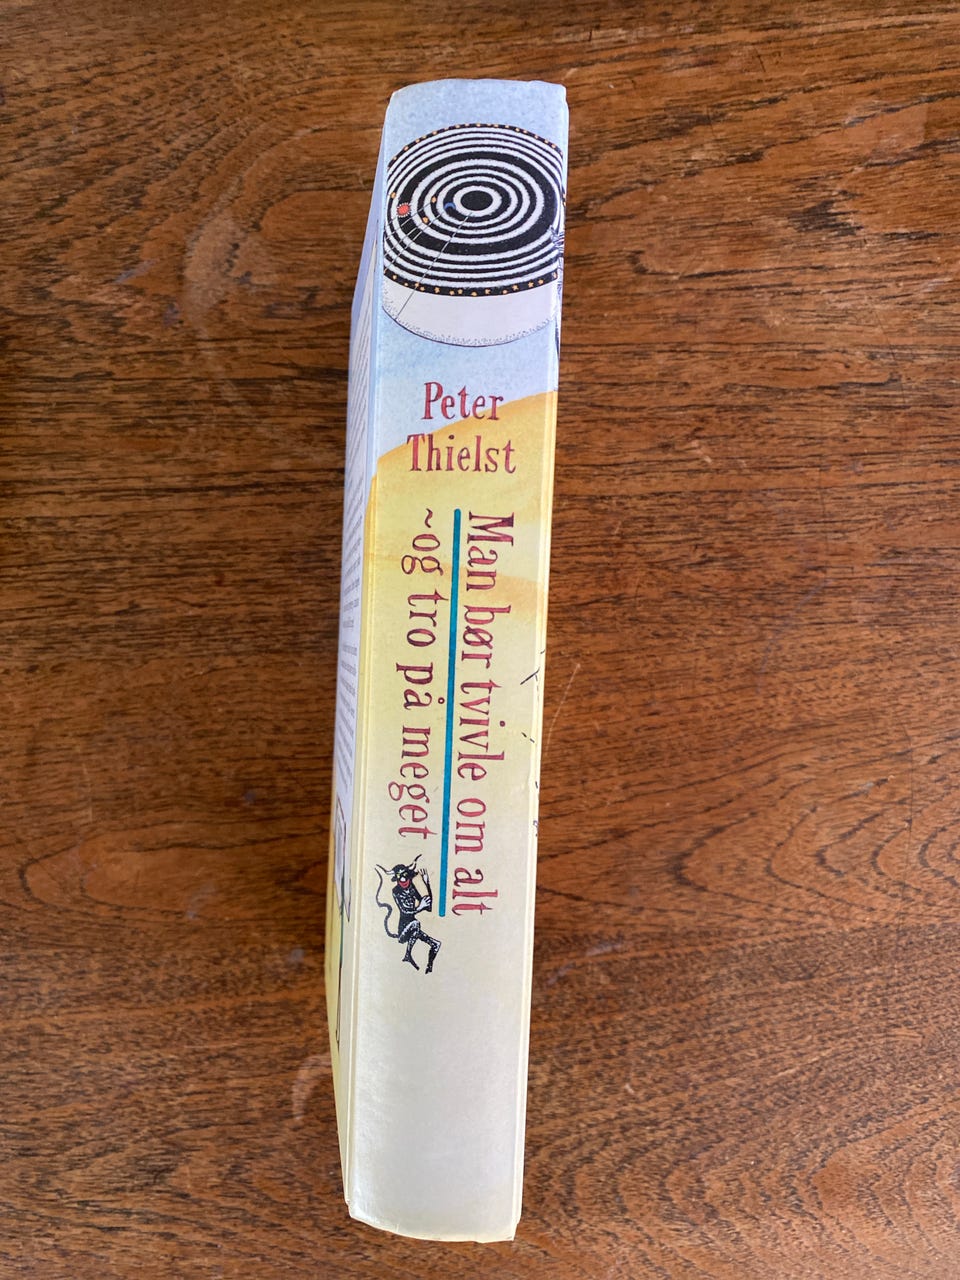 Peter
Thielst
Man bør tvivle om alt
~og tro på meget